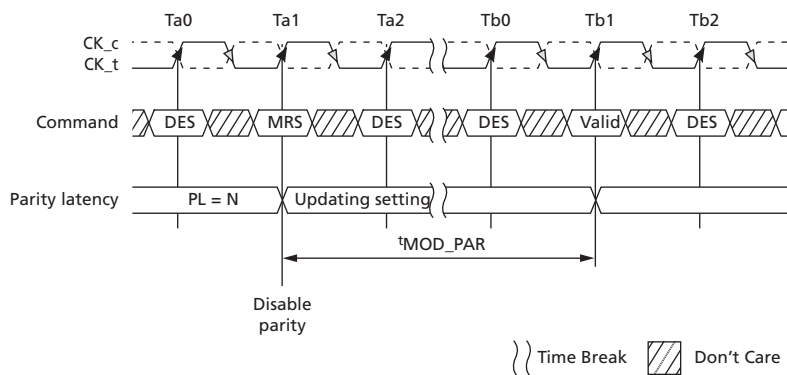 Ta0 Ta1 Ta2 Tb0 Tb1 Tb2
CK_c
CK_t
Command DES MRS DES DES Valid DES
Parity latency PL = N Updating setting
tMOD_PAR
Disable
parity
Time Break Don't Care